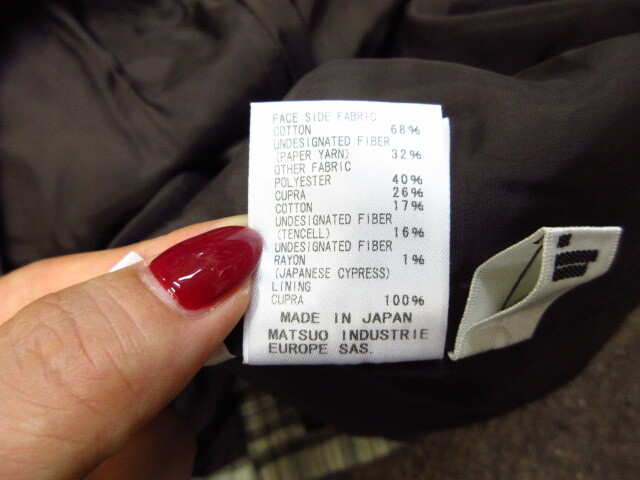 FACE SIDE FABRIC
COTTON 68%
UNDESIGNATED FIBER
(PAPER YARN) 32%
OTHER FABRIC
POLYESTER 40%
CUPRA 26%
COTTON 17%
UNDESIGNATED FIBER
(TENCELL) 16%
UNDESIGNATED FIBER
RAYON 1%
(JAPANESE CYPRESS)
LINING
CUPRA 100%
MADE IN JAPAN
MATSUO INDUSTRIE
EUROPE SAS.